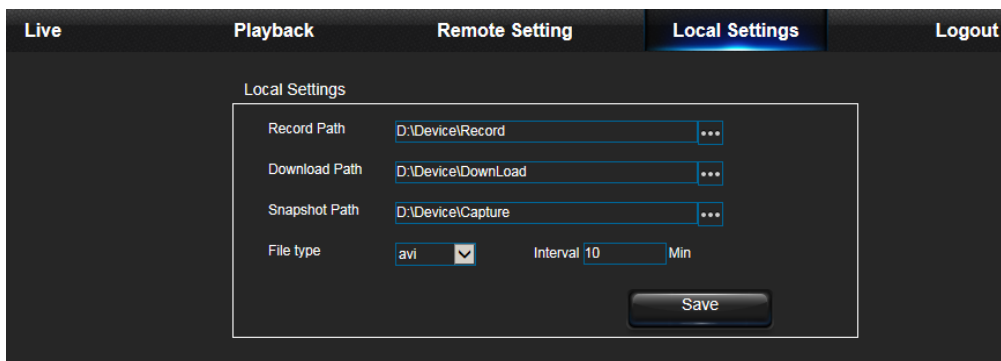 Live Playback Remote Setting Local Settings Logout
Local Settings
Record Path D:\Device\Record ...
Download Path D:\Device\DownLoad ...
Snapshot Path D:\Device\Capture ...
File type avi Interval 10 Min
Save